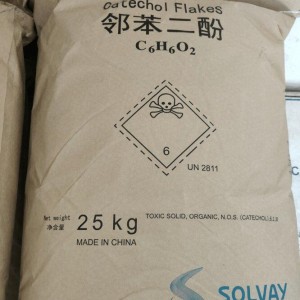 Catechol Flakes
邻苯二酚
C₆H₆O₂
6
UN 2811
Net weight
净含量
25 kg
TOXIC SOLID, ORGANIC, N.O.S. (CATECHOL)
MADE IN CHINA
SOLVAY